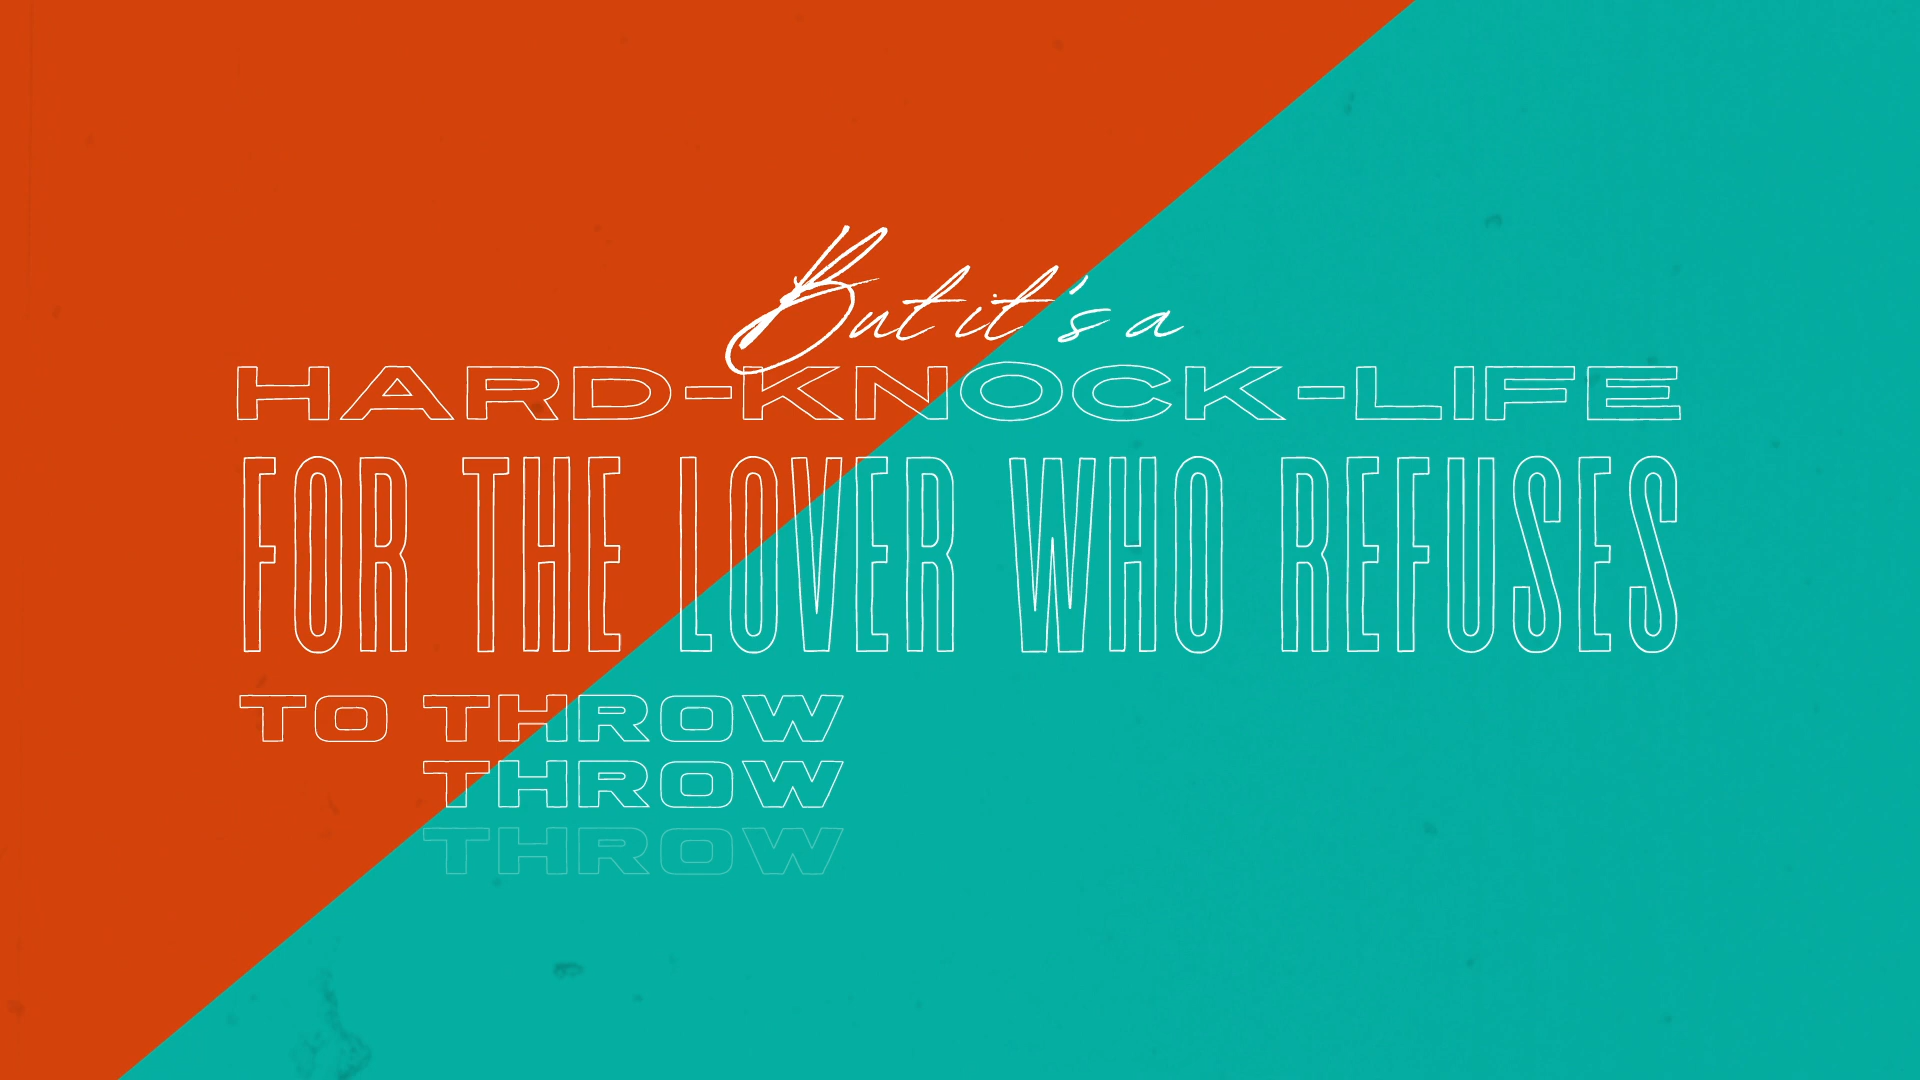 But it's a
HARD-KNOCK-LIFE
FOR THE LOVER WHO REFUSES
TO THROW
THROW
THROW